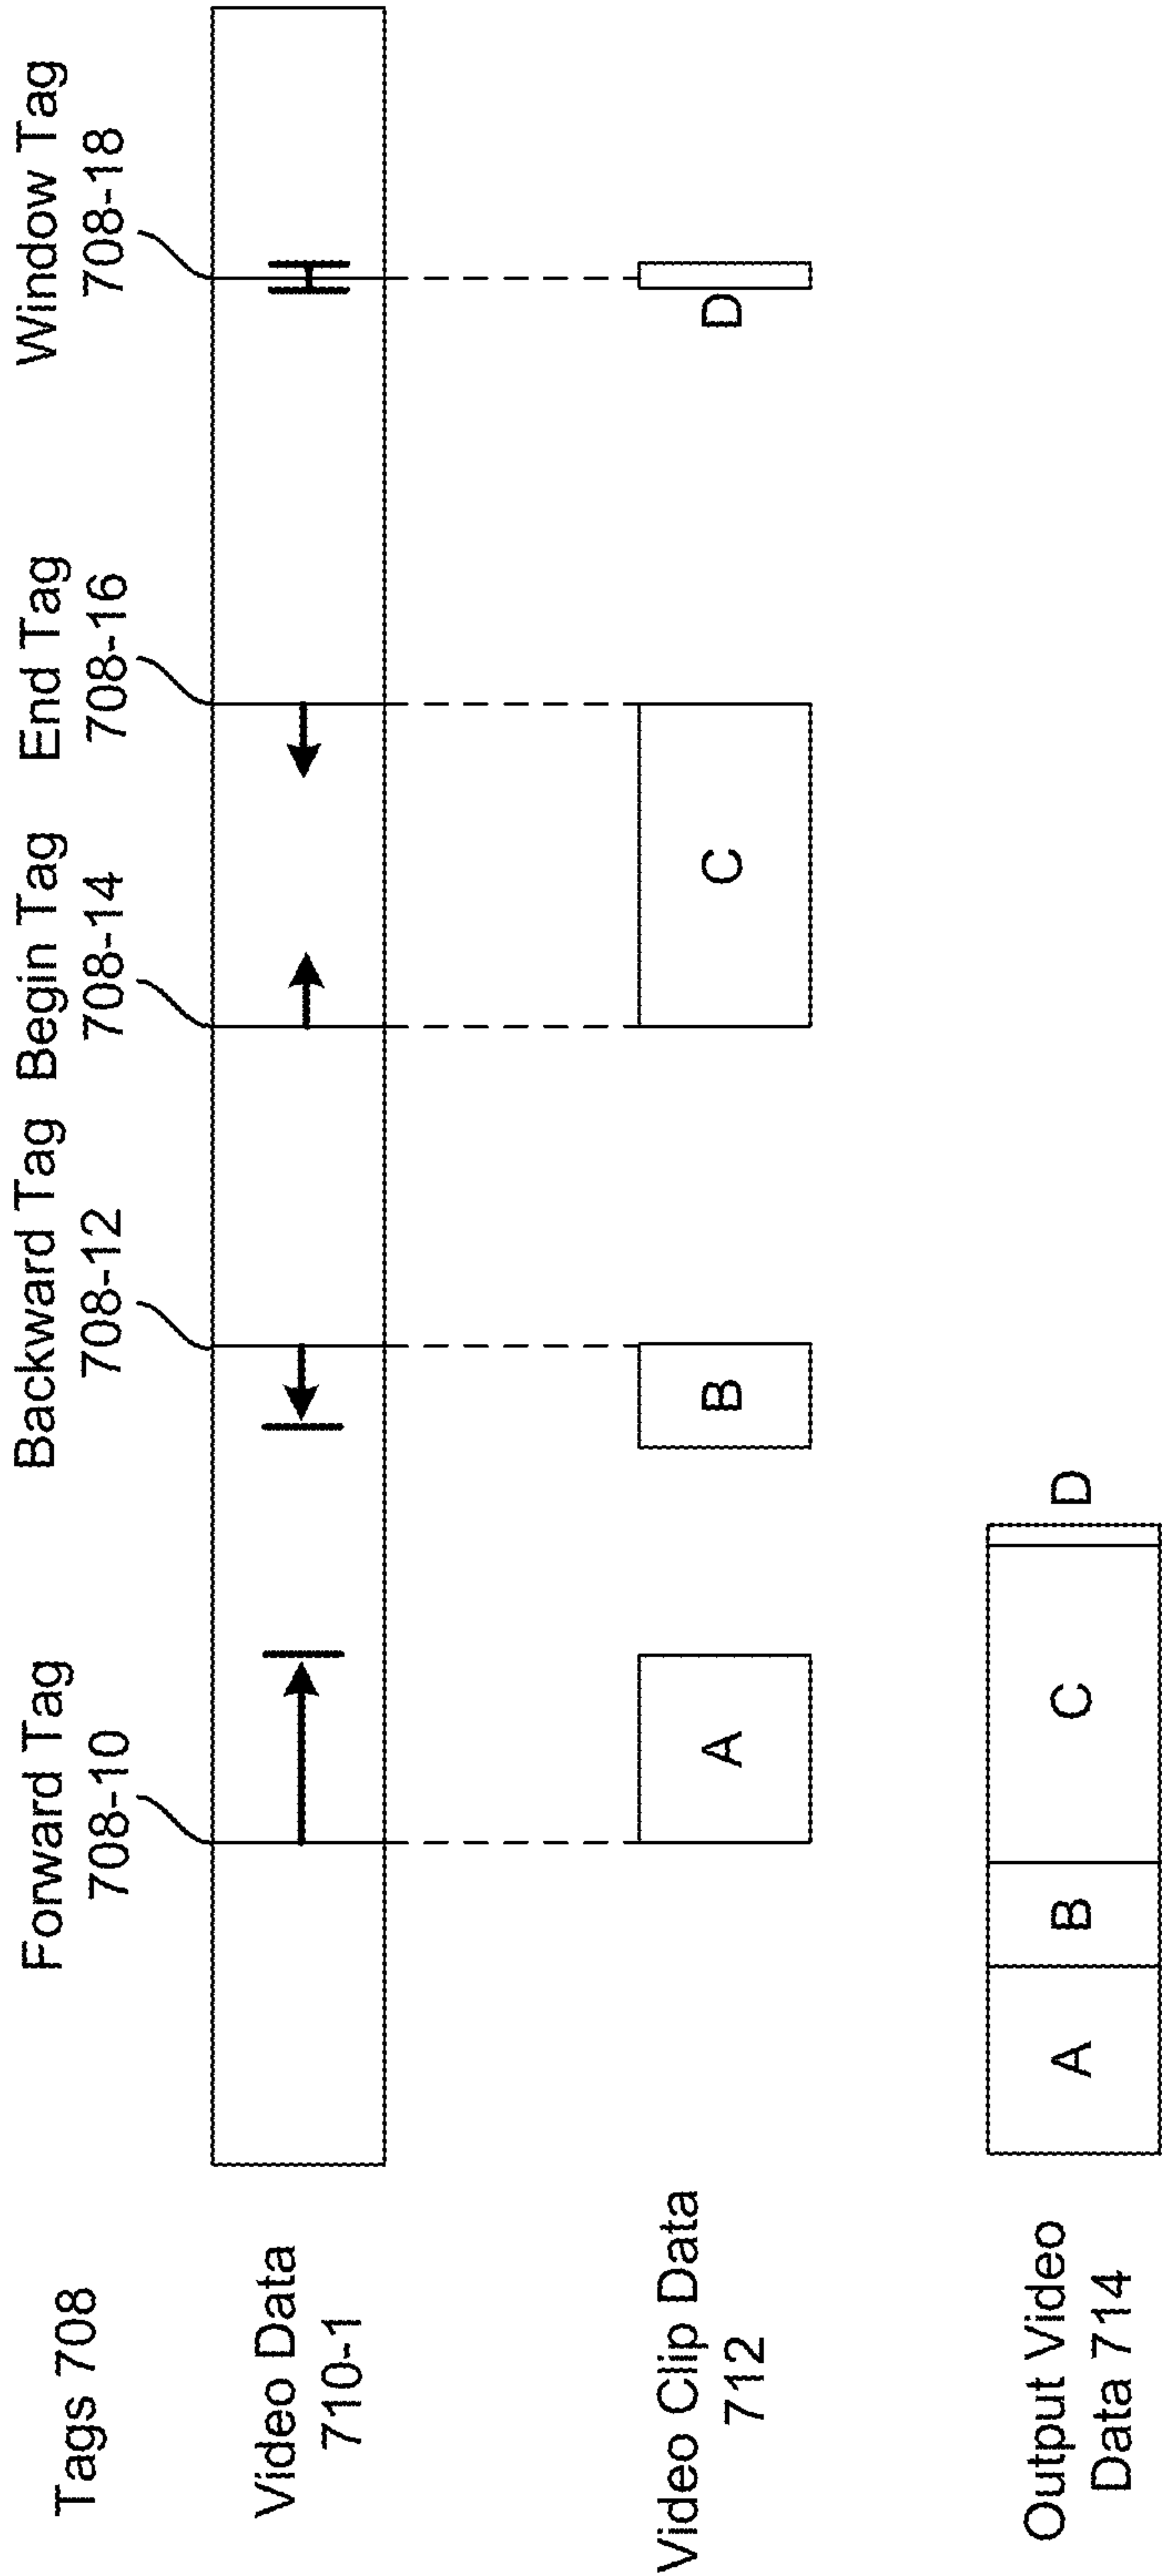 Tags 708
Forward Tag
708-10
Backward Tag
708-12
Begin Tag
708-14
End Tag
708-16
Window Tag
708-18
Video Data
710-1
Video Clip Data
712
A
B
C
D
Output Video
Data 714
A
B
C
D